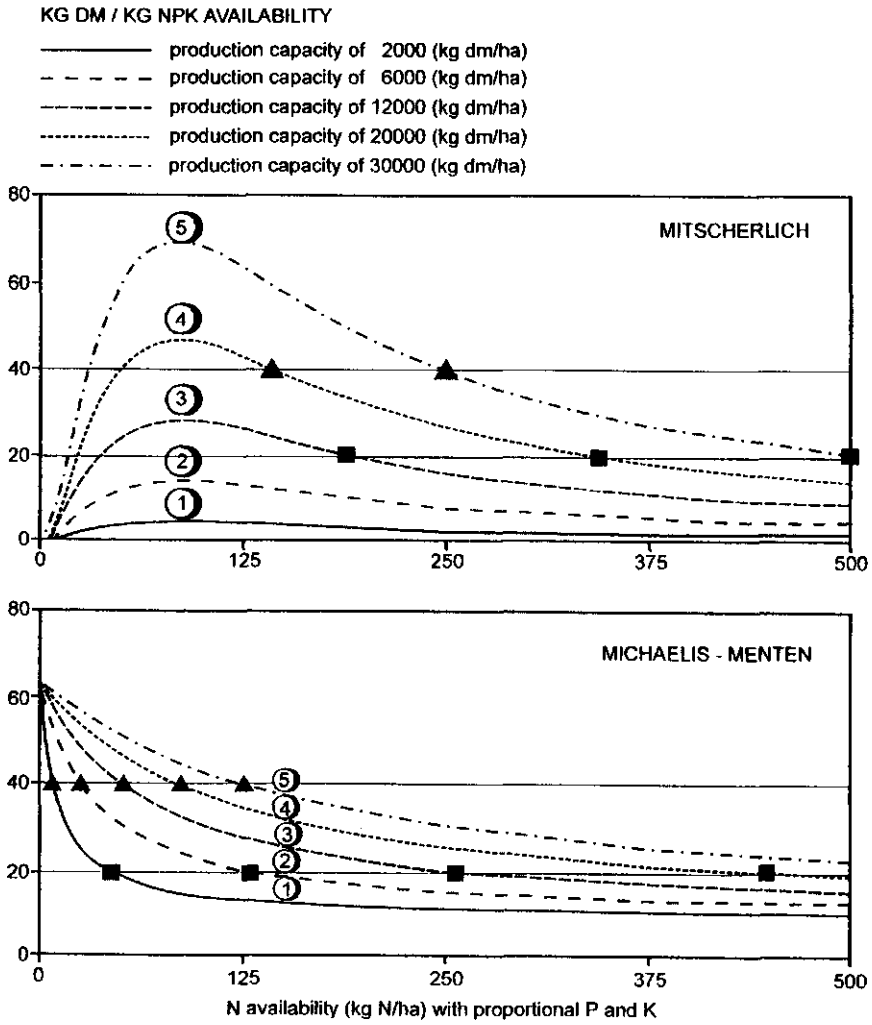 KG DM / KG NPK AVAILABILITY
production capacity of 2000 (kg dm/ha)
production capacity of 6000 (kg dm/ha)
production capacity of 12000 (kg dm/ha)
production capacity of 20000 (kg dm/ha)
production capacity of 30000 (kg dm/ha)
80
MITSCHERLICH
5
60
4
40
3
20
2
1
0
0 125 250 375 500
80
MICHAELIS - MENTEN
60
40
5
4
3
20
2
1
0
0 125 250 375 500
N availability (kg N/ha) with proportional P and K